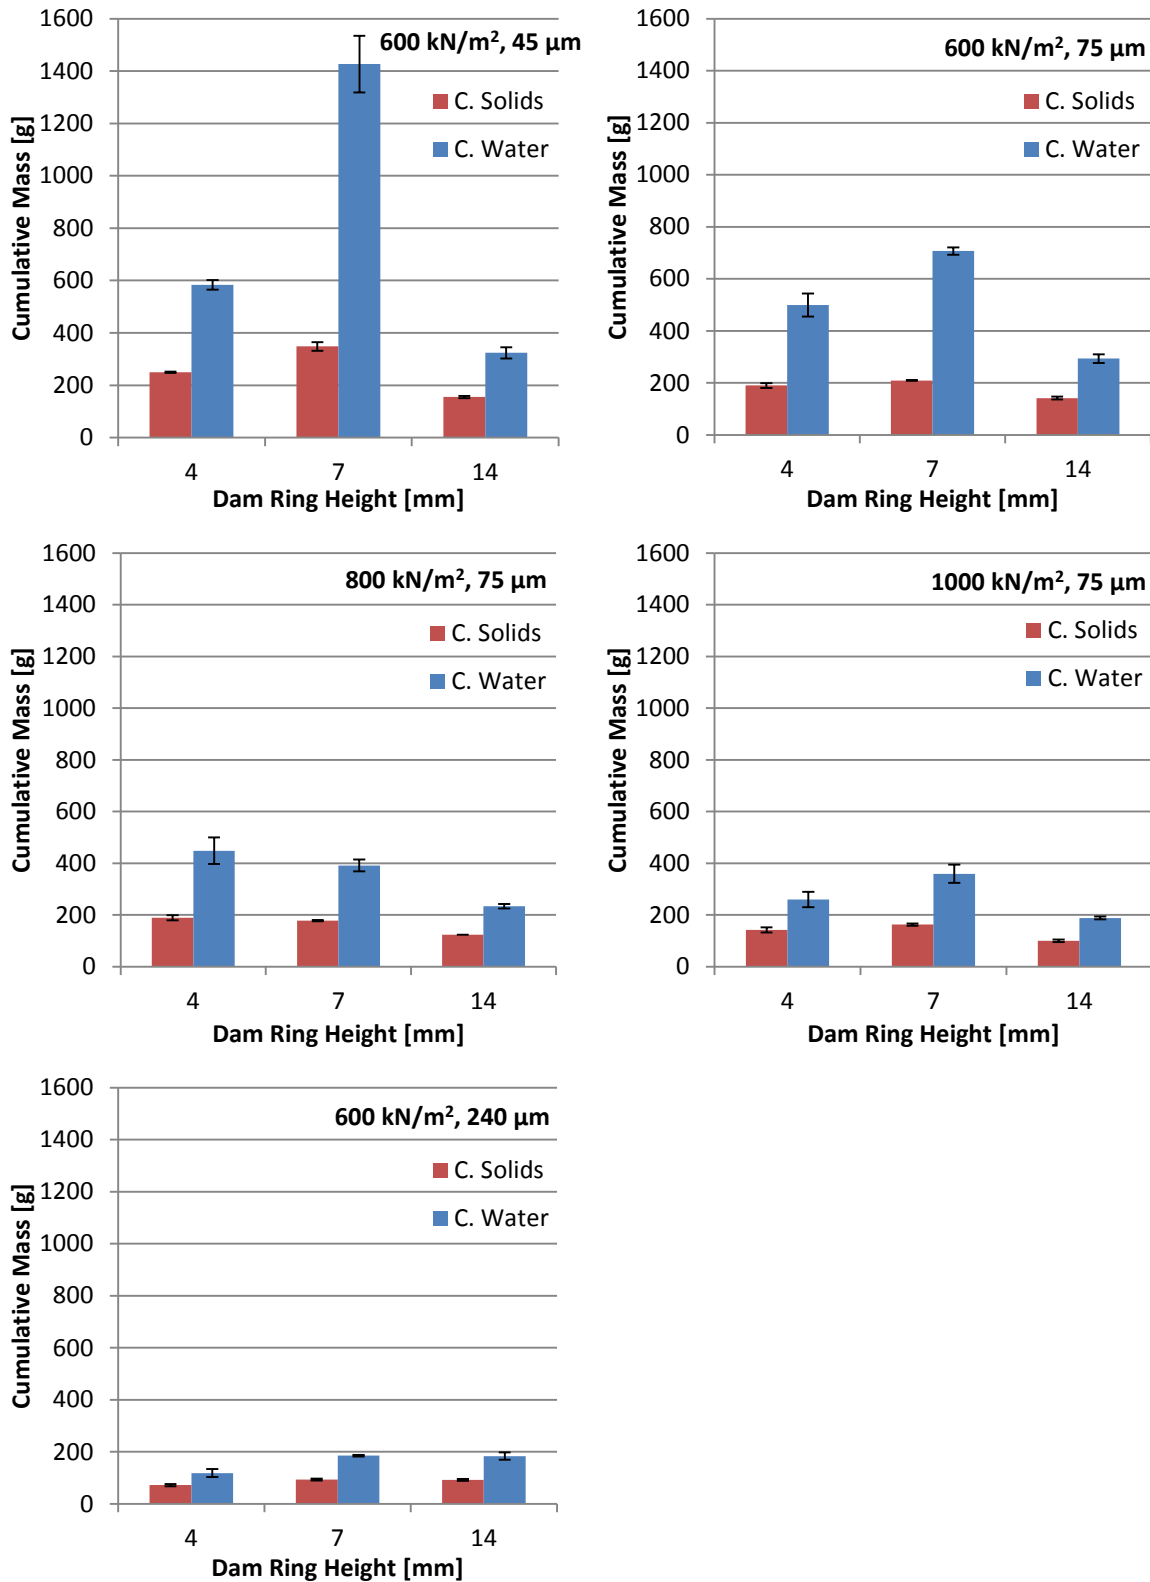 600 kN/m², 45 µm
Cumulative Mass [g]
1600
1400
1200
1000
800
600
400
200
0
C. Solids
C. Water
4 7 14
Dam Ring Height [mm]
600 kN/m², 75 µm
Cumulative Mass [g]
1600
1400
1200
1000
800
600
400
200
0
C. Solids
C. Water
4 7 14
Dam Ring Height [mm]
800 kN/m², 75 µm
Cumulative Mass [g]
1600
1400
1200
1000
800
600
400
200
0
C. Solids
C. Water
4 7 14
Dam Ring Height [mm]
1000 kN/m², 75 µm
Cumulative Mass [g]
1600
1400
1200
1000
800
600
400
200
0
C. Solids
C. Water
4 7 14
Dam Ring Height [mm]
600 kN/m², 240 µm
Cumulative Mass [g]
1600
1400
1200
1000
800
600
400
200
0
C. Solids
C. Water
4 7 14
Dam Ring Height [mm]